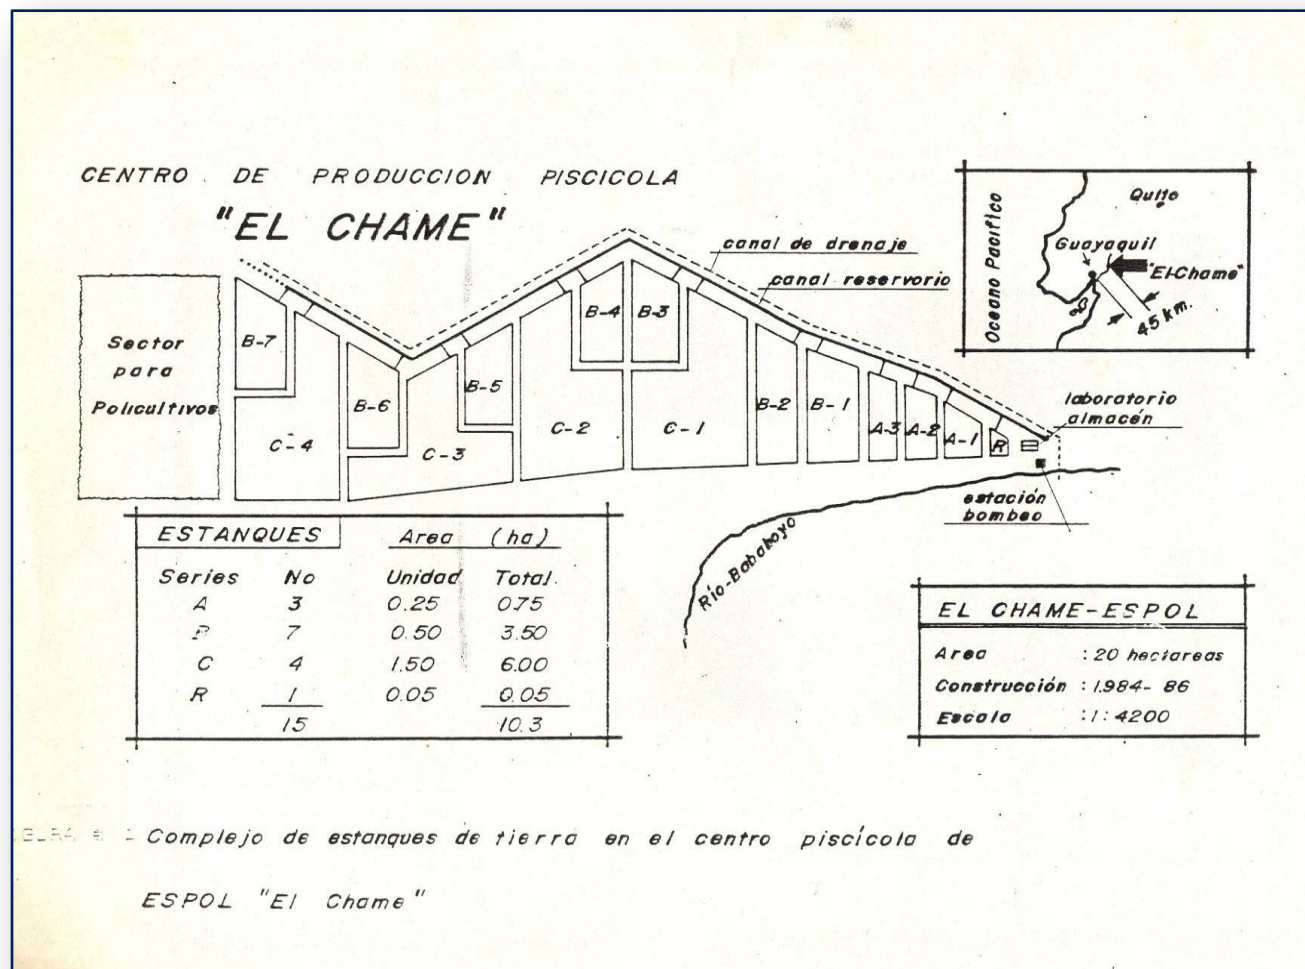 CENTRO DE PRODUCCION PISCICOLA
"EL CHAME"
canal de drenaje
canal reservorio
Oceano Pacífico
Quito
Guayaquil
"El-Chame"
45 km.
Sector
para
Policultivos
B-7
C-4
B-6
C-3
B-5
C-2
B-4
B-3
C-1
B-2
B-1
A-3
A-2
A-1
R
laboratorio
almacén
estación
bombeo
Río-Babahoyo
ESTANQUES Area (ha)
Series No Unidad Total
A 3 0.25 0.75
B 7 0.50 3.50
C 4 1.50 6.00
R 1 0.05 0.05
15 10.3
EL CHAME-ESPOL
Area : 20 hectareas
Construcción : 1.984- 86
Escala : 1: 4200
Complejo de estanques de tierra en el centro piscícola de
ESPOL "El Chame"